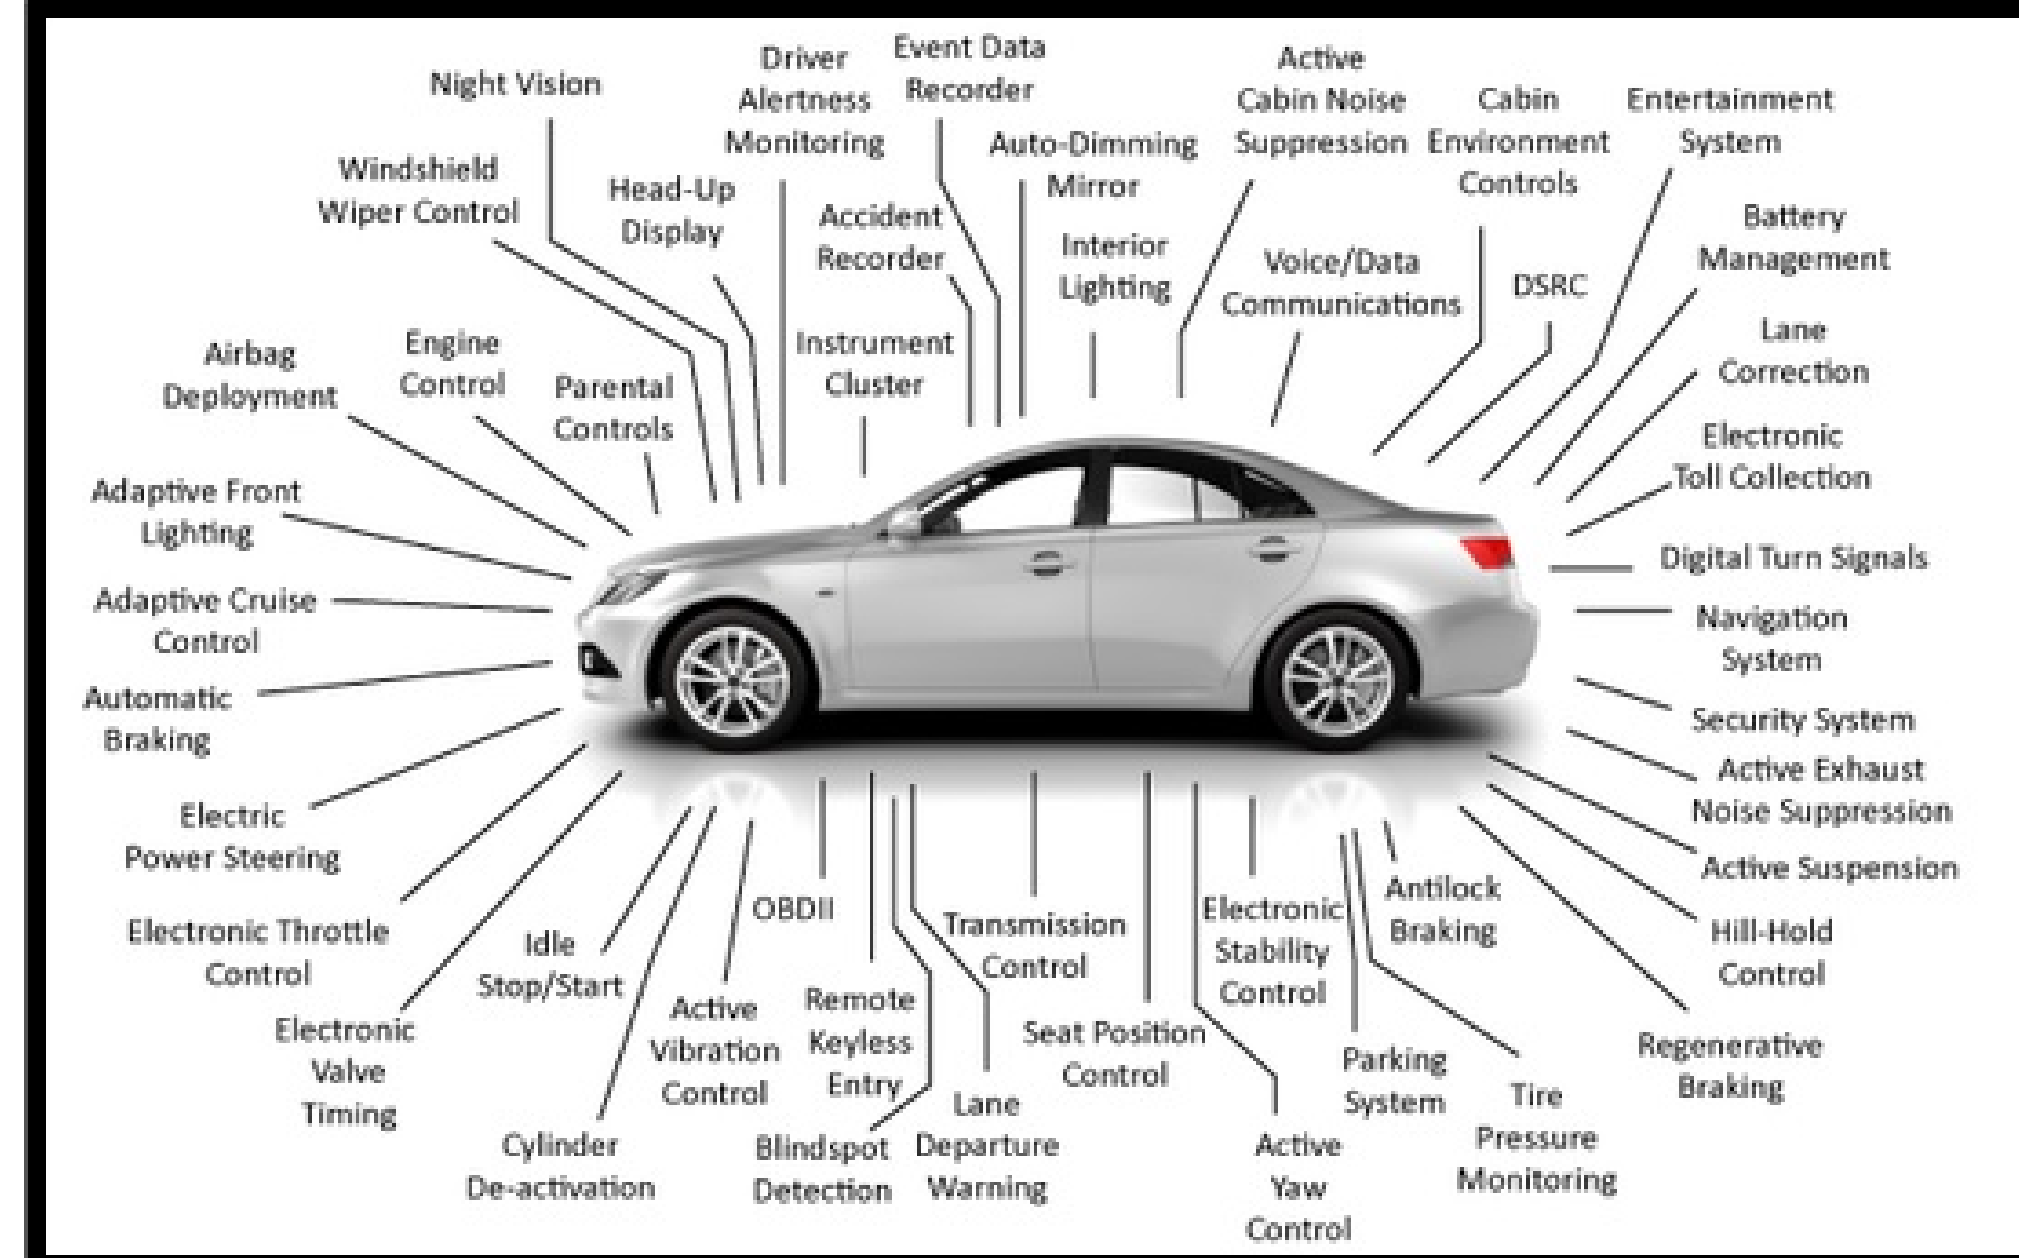 Night Vision
Driver
Alertness
Monitoring
Event Data
Recorder
Active
Cabin Noise
Suppression
Cabin
Environment
Controls
Entertainment
System
Windshield
Wiper Control
Head-Up
Display
Accident
Recorder
Auto-Dimming
Mirror
Interior
Lighting
Voice/Data
Communications
DSRC
Battery
Management
Airbag
Deployment
Engine
Control
Parental
Controls
Instrument
Cluster
Lane
Correction
Electronic
Toll Collection
Adaptive Front
Lighting
Digital Turn Signals
Adaptive Cruise
Control
Navigation
System
Automatic
Braking
Security System
Electric
Power Steering
Active Exhaust
Noise Suppression
Active Suspension
Electronic Throttle
Control
Idle
Stop/Start
OBDII
Transmission
Control
Electronic
Stability
Control
Antilock
Braking
Hill-Hold
Control
Electronic
Valve
Timing
Active
Vibration
Control
Remote
Keyless
Entry
Seat Position
Control
Parking
System
Regenerative
Braking
Cylinder
De-activation
Blindspot
Detection
Lane
Departure
Warning
Active
Yaw
Control
Tire
Pressure
Monitoring